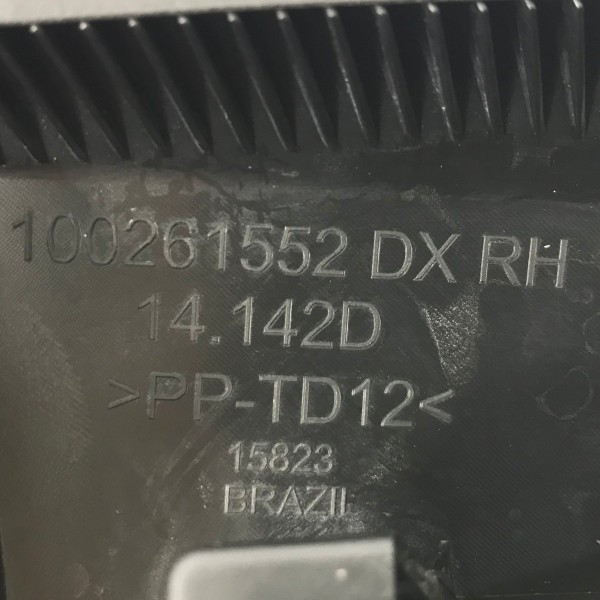 100261552 DX RH
14.142D
>PP-TD12<
15823
BRAZIL